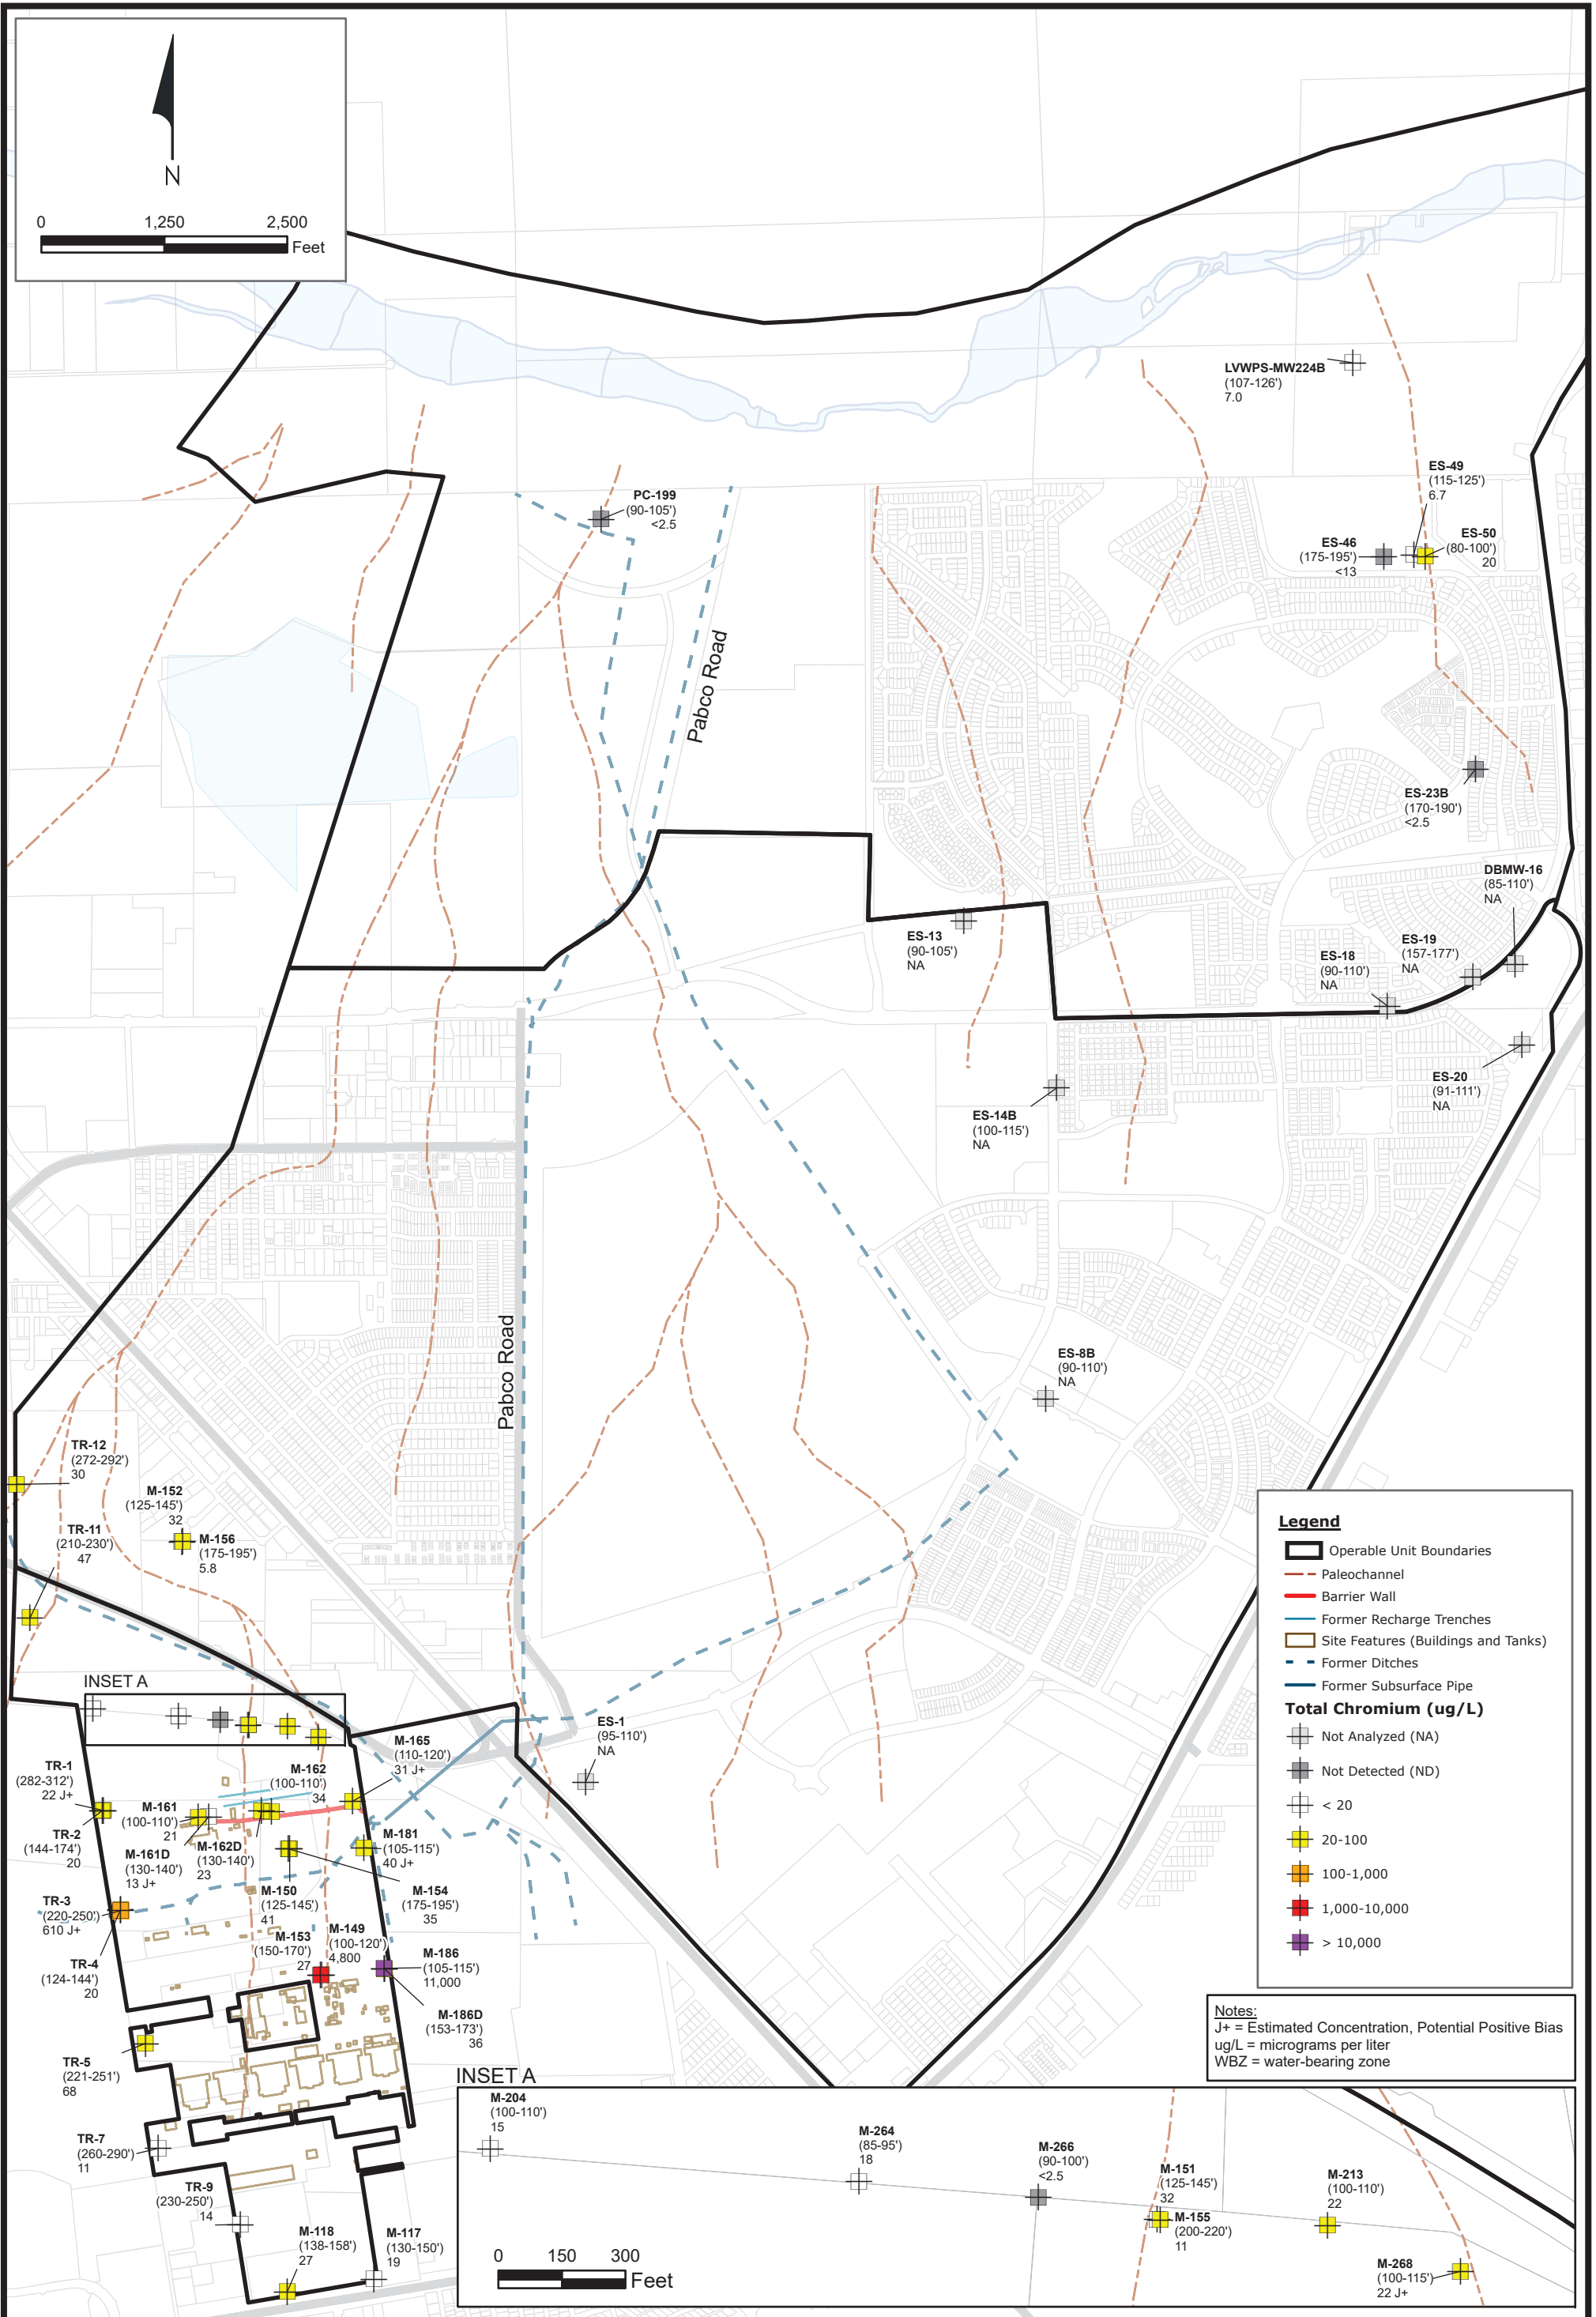 N
0 1,250 2,500
Feet
LVWPS-MW224B
(107-126')
7.0
ES-49
(115-125')
6.7
PC-199
(90-105')
<2.5
ES-46
(175-195')
<13
ES-50
(80-100')
20
Pabco Road
ES-23B
(170-190')
<2.5
DBMW-16
(85-110')
NA
ES-13
(90-105')
NA
ES-19
(157-177')
NA
ES-18
(90-110')
NA
ES-20
(91-111')
NA
ES-14B
(100-115')
NA
Pabco Road
ES-8B
(90-110')
NA
TR-12
(272-292')
30
M-152
(125-145')
32
TR-11
(210-230')
47
M-156
(175-195')
5.8
INSET A
ES-1
(95-110')
NA
M-165
(110-120')
31 J+
TR-1
(282-312')
22 J+
M-162
(100-110')
34
M-161
(100-110')
21
TR-2
(144-174')
20
M-162D
(130-140')
23
M-161D
(130-140')
13 J+
M-181
(105-115')
40 J+
M-150
(125-145')
41
M-154
(175-195')
35
TR-3
(220-250')
610 J+
M-149
(100-120')
4,800
M-153
(150-170')
27
M-186
(105-115')
11,000
TR-4
(124-144')
20
M-186D
(153-173')
36
TR-5
(221-251')
68
TR-7
(260-290')
11
TR-9
(230-250')
14
M-118
(138-158')
27
M-117
(130-150')
19
Legend
Operable Unit Boundaries
Paleochannel
Barrier Wall
Former Recharge Trenches
Site Features (Buildings and Tanks)
Former Ditches
Former Subsurface Pipe
Total Chromium (ug/L)
Not Analyzed (NA)
Not Detected (ND)
< 20
20-100
100-1,000
1,000-10,000
> 10,000
Notes:
J+ = Estimated Concentration, Potential Positive Bias
ug/L = micrograms per liter
WBZ = water-bearing zone
INSET A
M-204
(100-110')
15
M-264
(85-95')
18
M-266
(90-100')
<2.5
M-151
(125-145')
32
M-155
(200-220')
11
M-213
(100-110')
22
M-268
(100-115')
22 J+
0 150 300
Feet